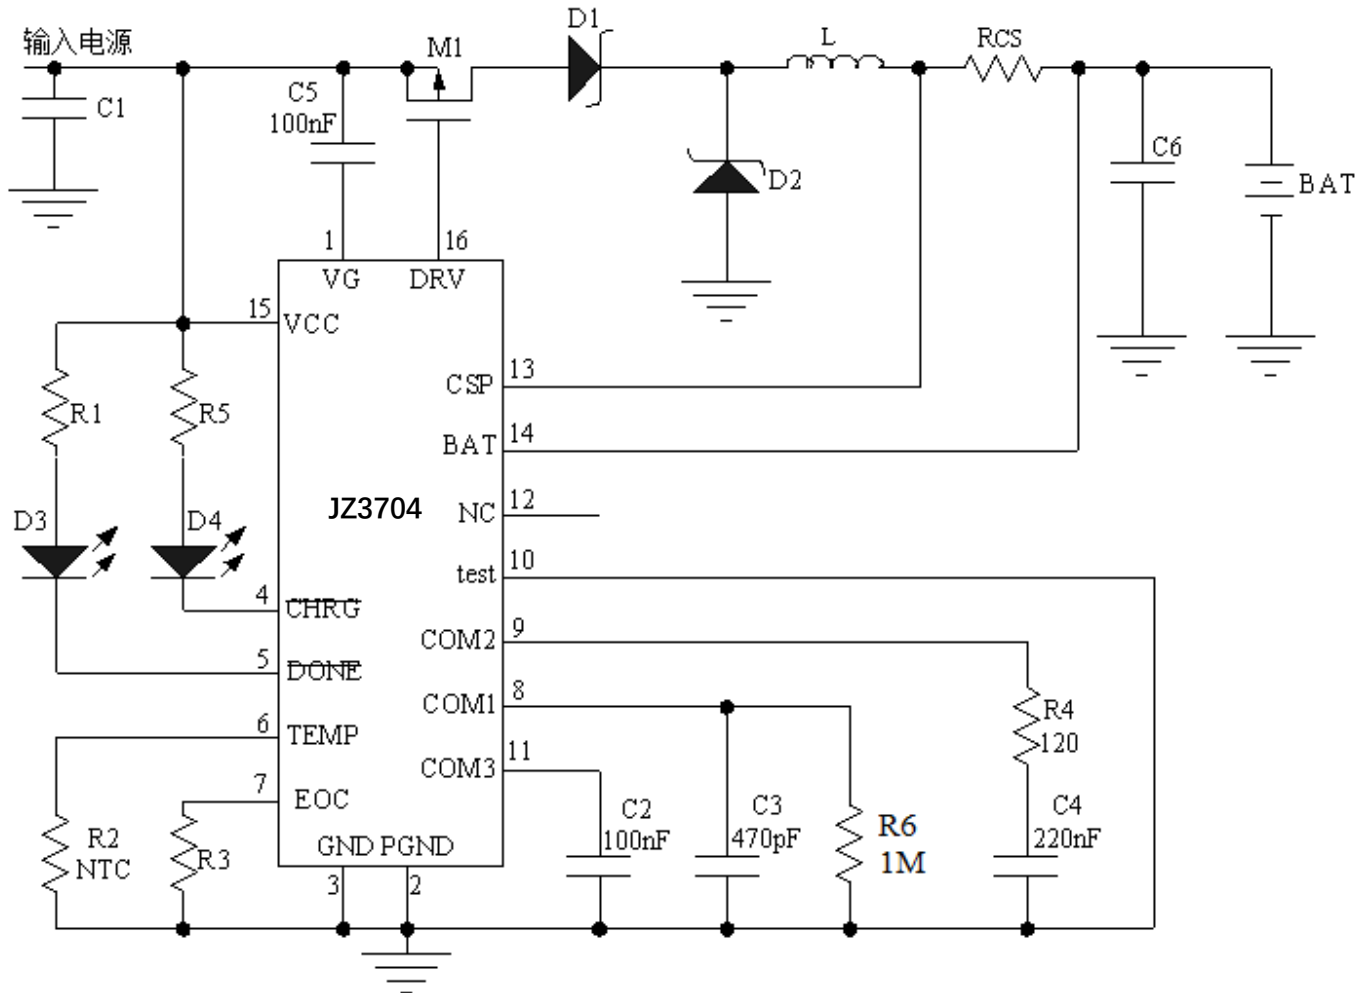 D1
输入电源
M1
L
RCS
C5
100nF
C1
C6
D2
BAT
1
16
VG
DRV
15
VCC
13
CSP
R1
R5
14
BAT
12
JZ3704
NC
D3
D4
10
test
4
CHRG
9
COM2
5
DONE
8
COM1
R4
120
6
TEMP
11
COM3
7
EOC
C2
100nF
C3
470pF
R6
1M
C4
220nF
R2
NTC
R3
GND PGND
3
2